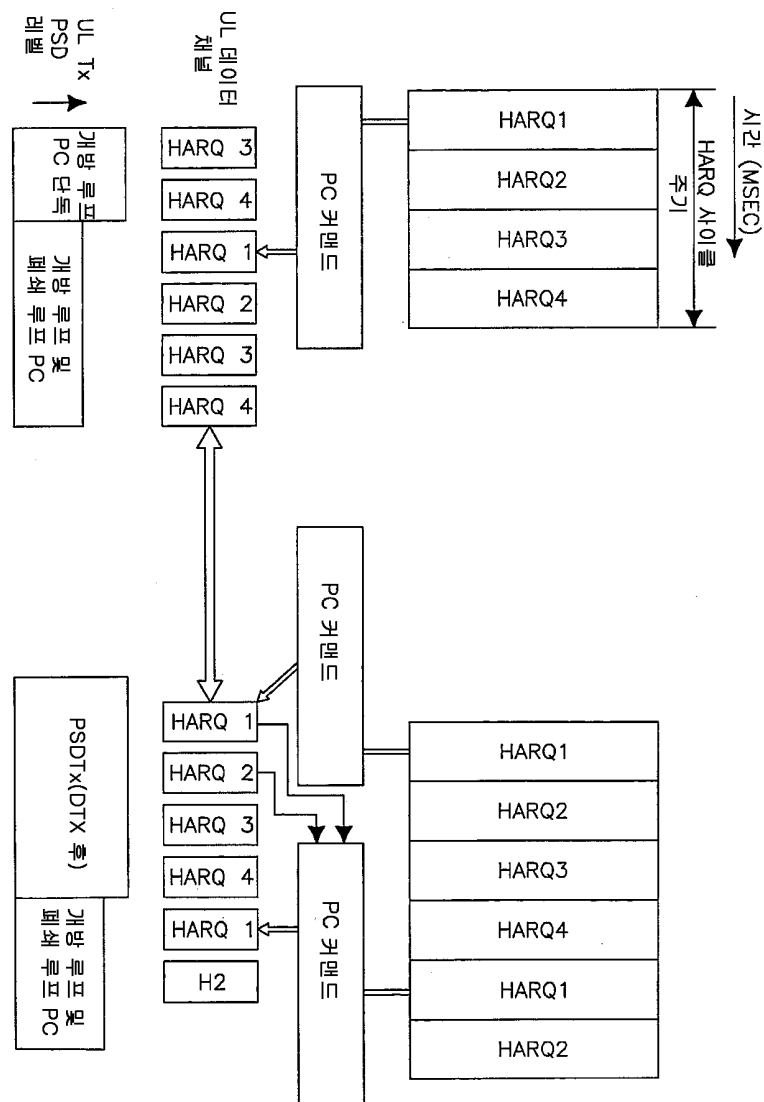 시간 (MSEC)
HARQ 사이클
주기
HARQ1
HARQ2
HARQ3
HARQ4
HARQ1
HARQ2
HARQ3
HARQ4
HARQ1
HARQ2
PC 커맨드
PC 커맨드
PC 커맨드
UL 데이터
채널
HARQ 3
HARQ 4
HARQ 1
HARQ 2
HARQ 3
HARQ 4
HARQ 1
HARQ 2
HARQ 3
HARQ 4
HARQ 1
H2
UL Tx
PSD
레벨
개방 루프
PC 단독
개방 루프 및
폐쇄 루프 PC
PSDTx(DTX 후)
개방 루프 및
폐쇄 루프 PC